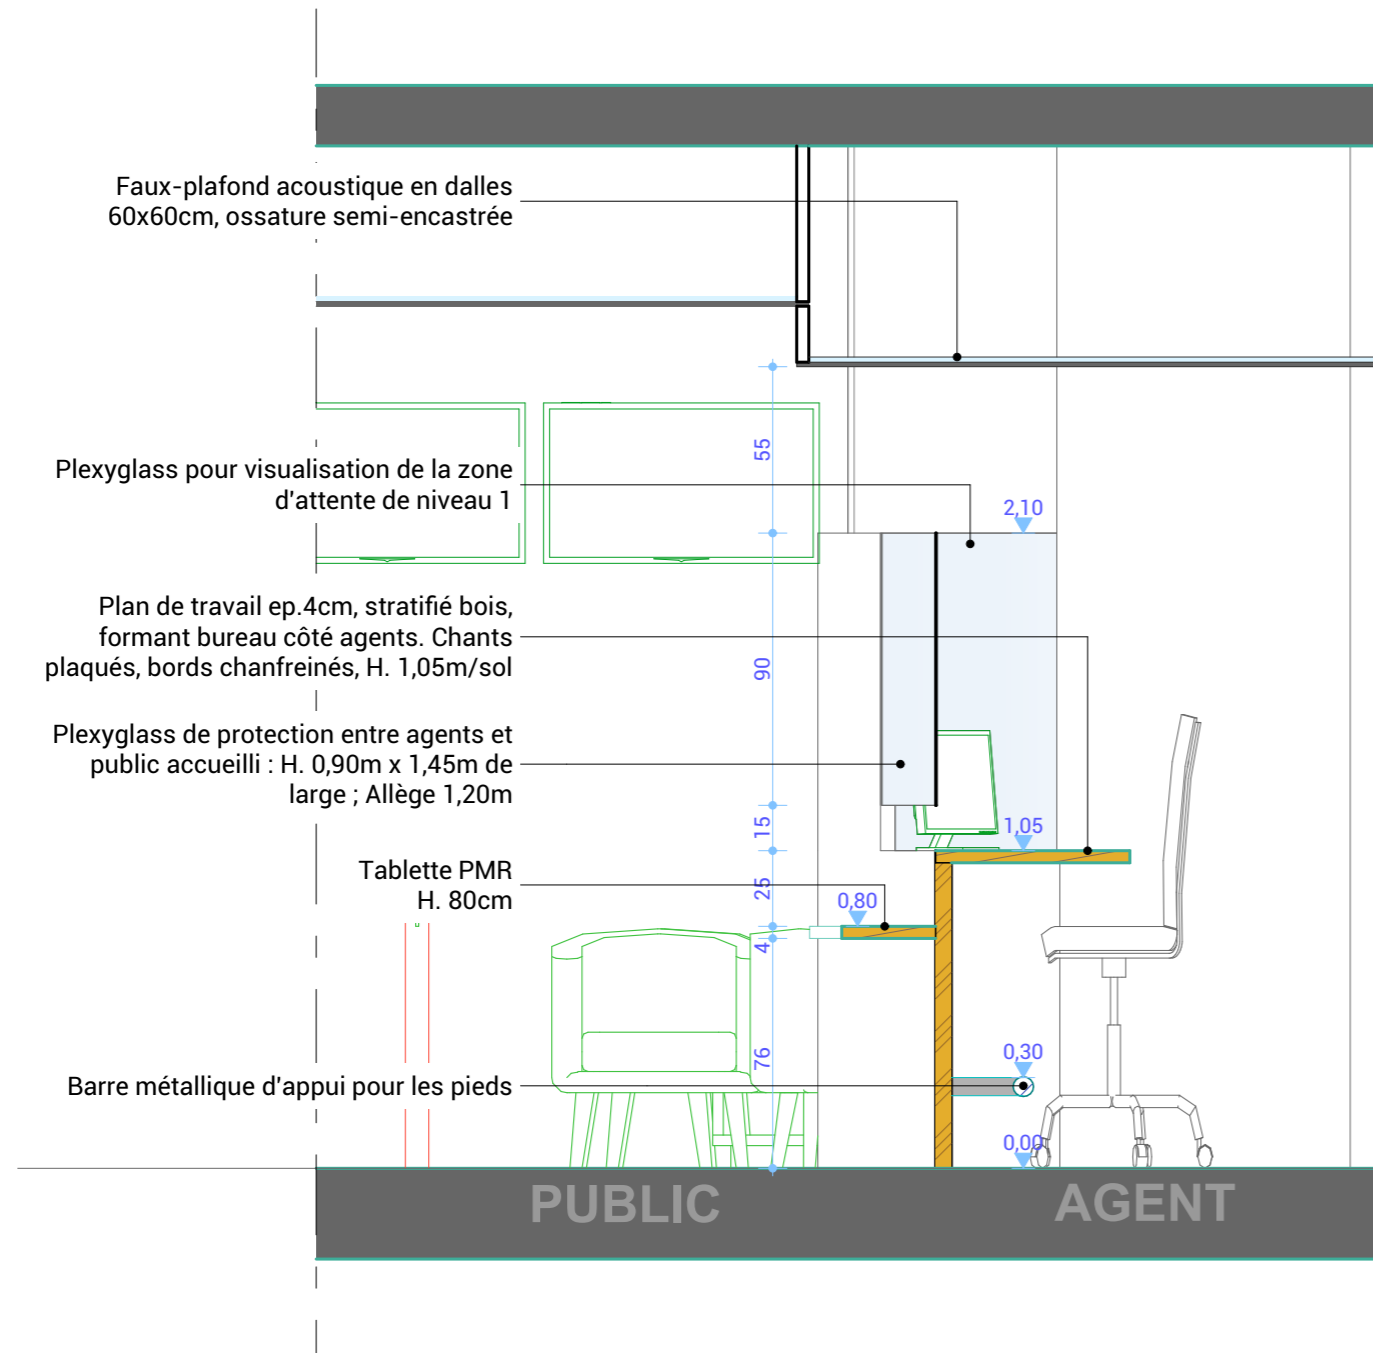 Faux-plafond acoustique en dalles
60x60cm, ossature semi-encastrée
55
Plexyglass pour visualisation de la zone
d'attente de niveau 1
2,10
Plan de travail ep.4cm, stratifié bois,
formant bureau côté agents. Chants
plaqués, bords chanfreinés, H. 1,05m/sol
90
Plexyglass de protection entre agents et
public accueilli : H. 0,90m x 1,45m de
large ; Allège 1,20m
15
1,05
Tablette PMR
H. 80cm
25
0,80
4
76
0,30
Barre métallique d'appui pour les pieds
0,00
PUBLIC
AGENT